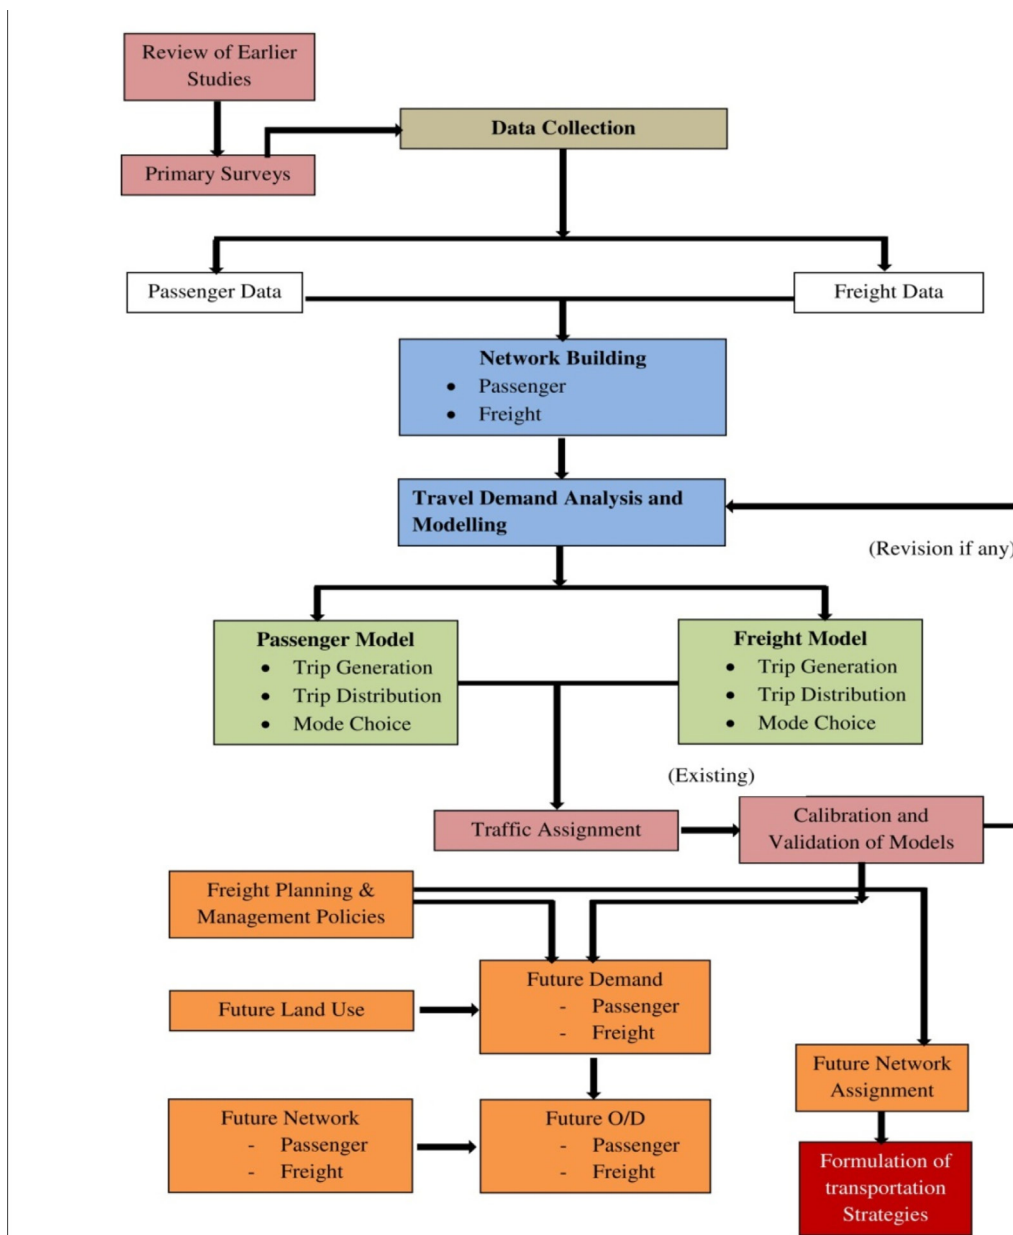 Review of Earlier
Studies
Data Collection
Primary Surveys
Passenger Data
Freight Data
Network Building
• Passenger
• Freight
Travel Demand Analysis and
Modelling
(Revision if any)
Passenger Model
• Trip Generation
• Trip Distribution
• Mode Choice
Freight Model
• Trip Generation
• Trip Distribution
• Mode Choice
(Existing)
Traffic Assignment
Calibration and
Validation of Models
Freight Planning &
Management Policies
Future Demand
- Passenger
- Freight
Future Land Use
Future Network
Assignment
Future Network
- Passenger
- Freight
Future O/D
- Passenger
- Freight
Formulation of
transportation
Strategies